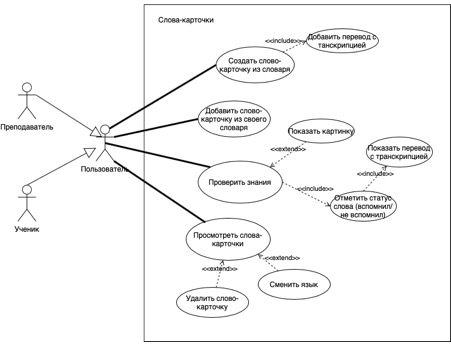 Слова-карточки
<<include>>
Добавить перевод с
танскрипцией
Создать слово-
карточку из словаря
Добавить слово-
карточку из своего
словаря
Преподаватель
Пользователь
Ученик
Показать картинку
<<extend>>
Показать перевод
с транскрипцией
<<include>>
Проверить знания
<<include>>
Отметить статус
слова (вспомнил/
не вспомнил)
Просмотреть слова-
карточки
<<extend>>
<<extend>>
Сменить язык
Удалить слово-
карточку